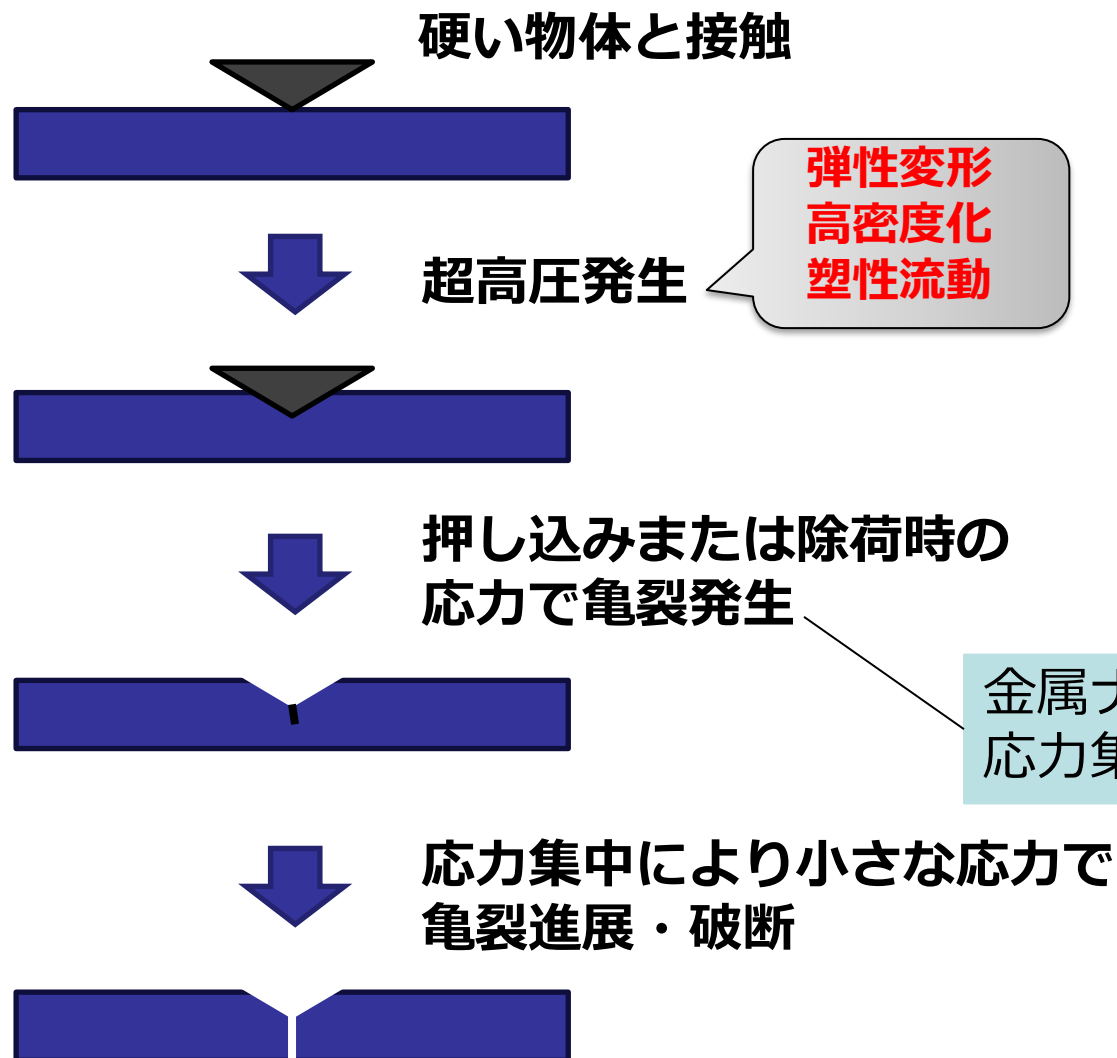 硬い物体と接触
弾性変形
高密度化
塑性流動
超高圧発生
押し込みまたは除荷時の
応力で亀裂発生
金属
応力
応力集中により小さな応力で
亀裂進展・破断